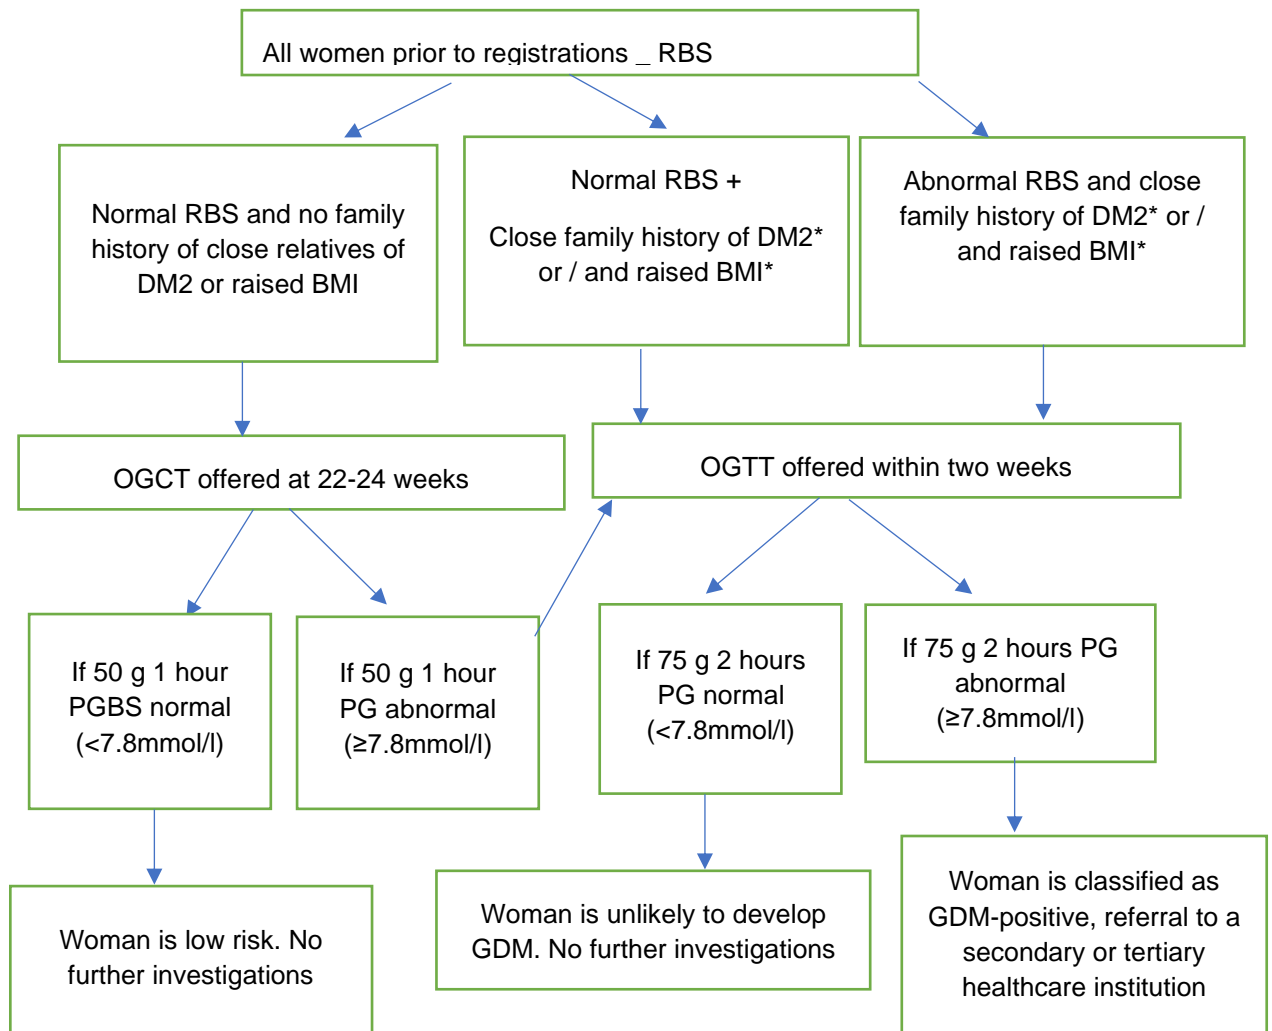 All women prior to registrations _ RBS
Normal RBS and no family
history of close relatives of
DM2 or raised BMI
Normal RBS +
Close family history of DM2*
or / and raised BMI*
Abnormal RBS and close
family history of DM2* or /
and raised BMI*
OGCT offered at 22-24 weeks
OGTT offered within two weeks
If 50 g 1 hour
PGBS normal
(<7.8mmol/l)
If 50 g 1 hour
PG abnormal
(≥7.8mmol/l)
If 75 g 2 hours
PG normal
(<7.8mmol/l)
If 75 g 2 hours PG
abnormal
(≥7.8mmol/l)
Woman is low risk. No
further investigations
Woman is unlikely to develop
GDM. No further investigations
Woman is classified as
GDM-positive, referral to a
secondary or tertiary
healthcare institution